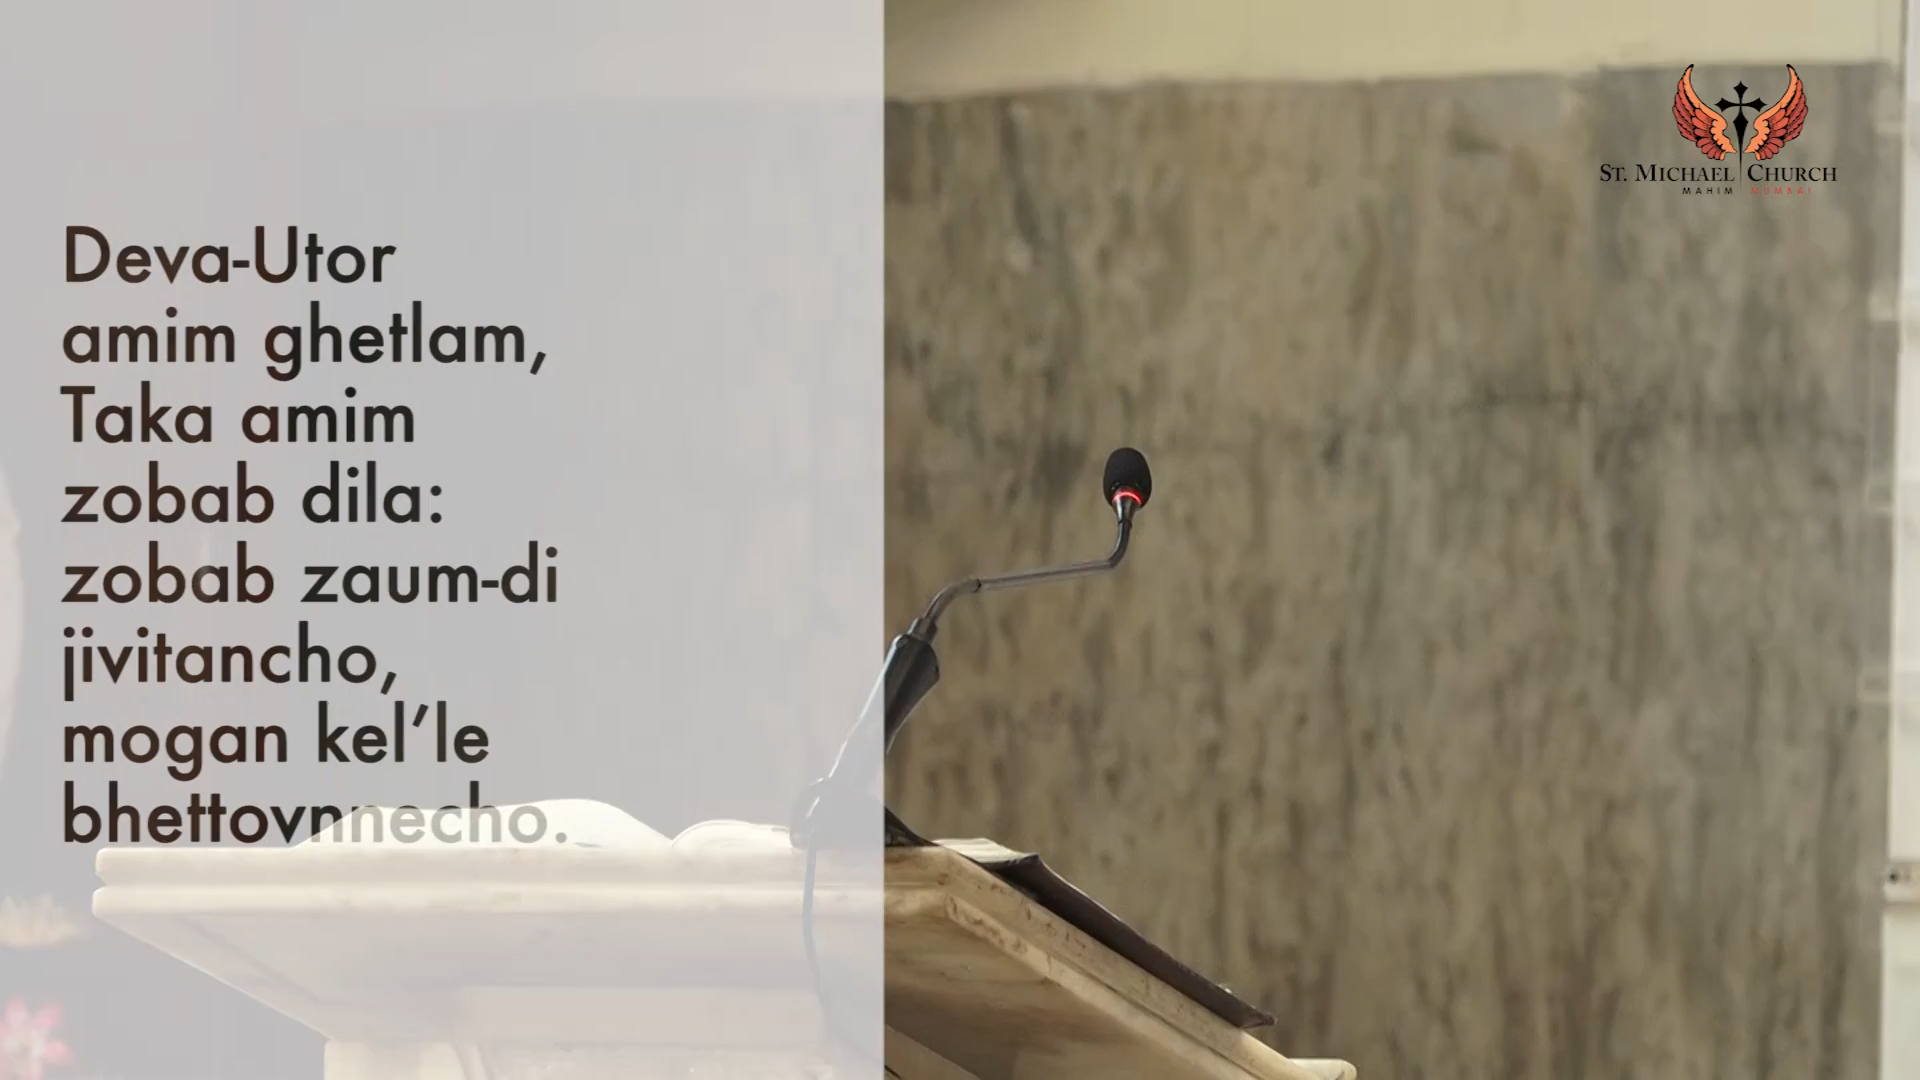 Deva-Utor
amim ghetlam,
Taka amim
zobab dila:
zobab zaum-di
jivitancho,
mogan kel’le
bhettovnnecho.
ST. MICHAEL CHURCH
MAHIM MUMBAI